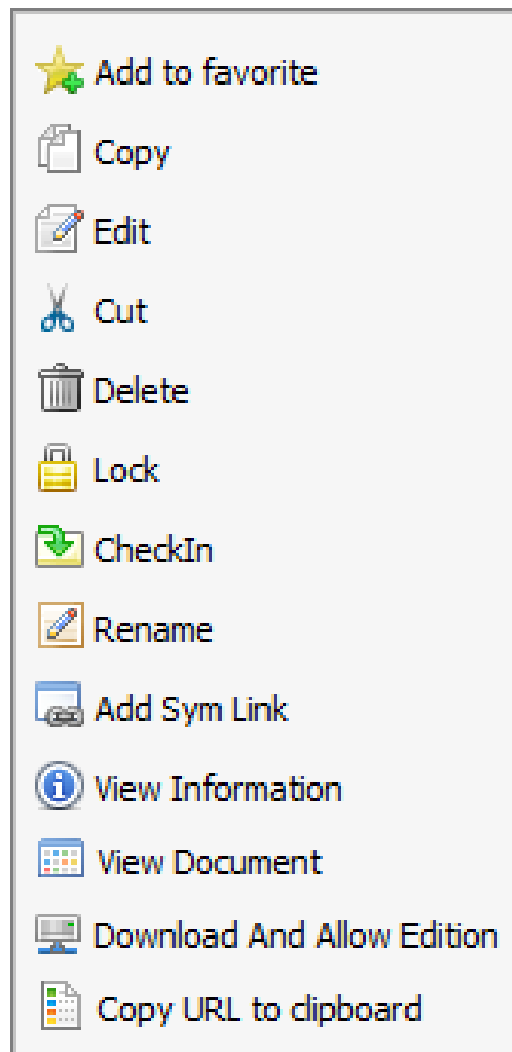 Add to favorite
Copy
Edit
Cut
Delete
Lock
CheckIn
Rename
Add Sym Link
View Information
View Document
Download And Allow Edition
Copy URL to clipboard